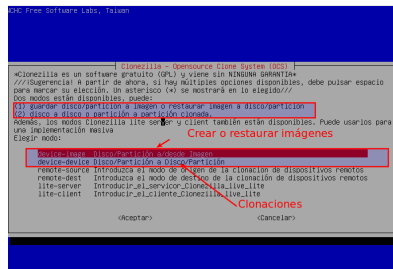 NCHC Free Software Labs, Taiwan
Clonezilla - Opensource Clone System (OCS)
*Clonezilla es un software gratuito (GPL) y viene sin NINGUNA GARANTIA*
///¡Sugerencia! A partir de ahora, si hay múltiples opciones disponibles, debe pulsar espacio
para marcar su elección. Un asterisco (*) se mostrará en lo elegido///
Dos modos están disponibles, puede:
(1) guardar disco/partición a imagen o restaurar imagen a disco/partición
(2) disco a disco o partición a partición clonada.
Además, los modos Clonezilla lite server y client también están disponibles. Puede usarlos para
una implementación masiva
Elegir modo:
Crear o restaurar imágenes
device-image Disco/Partición a/desde Imagen
device-device Disco/Partición a Disco/Partición
remote-source Introduzca el modo de origen de la clonación de dispositivos remotos
remote-dest Introduzca el modo de destino de la clonación de dispositivos remotos
lite-server Introducir_el_servicor_Clonezilla_live_lite
lite-client Introducir_el_cliente_Clonezilla_live_lite
Clonaciones
<Aceptar> <Cancelar>